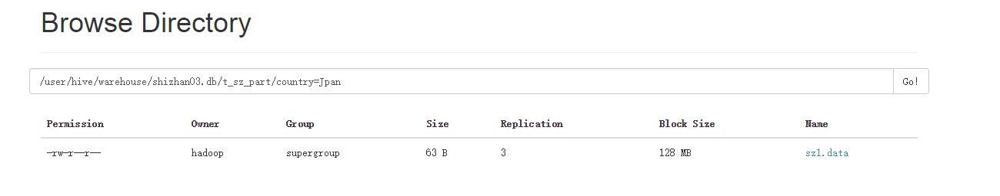 Browse Directory
/user/hive/warehouse/shizhan03.db/t_sz_part/country=Jpan Go!
Permission Owner Group Size Replication Block Size Name
-rw-r--r-- hadoop supergroup 63 B 3 128 MB sz1.data